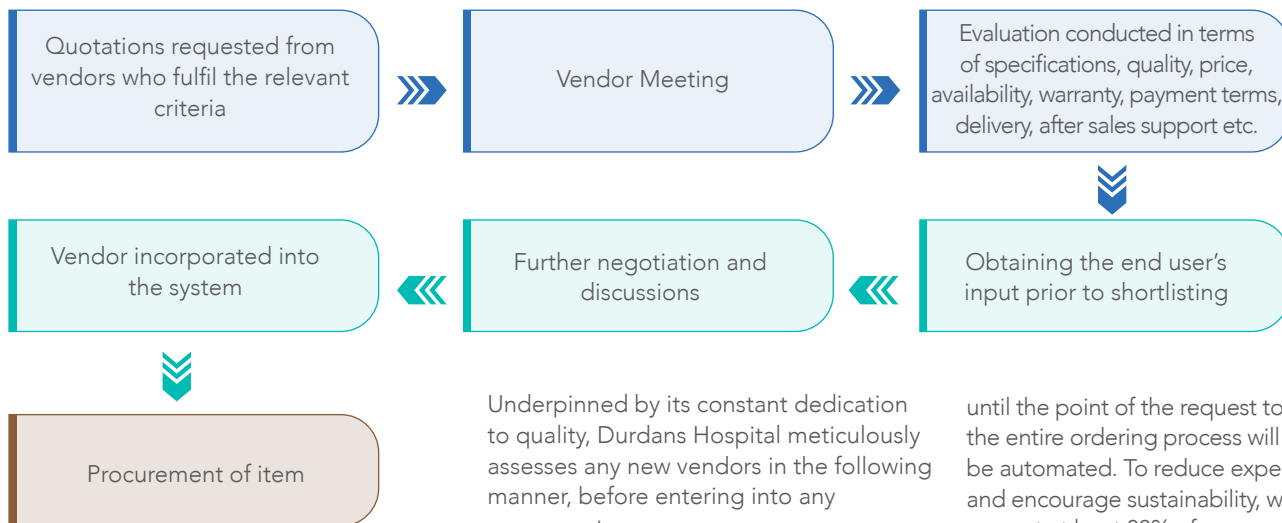 Quotations requested from
vendors who fulfil the relevant
criteria
Vendor Meeting
Evaluation conducted in terms
of specifications, quality, price,
availability, warranty, payment terms,
delivery, after sales support etc.
Obtaining the end user's
input prior to shortlisting
Further negotiation and
discussions
Vendor incorporated into
the system
Procurement of item
Underpinned by its constant dedication
to quality, Durdans Hospital meticulously
assesses any new vendors in the following
manner, before entering into any
until the point of the request to
the entire ordering process will
be automated. To reduce expe
and encourage sustainability, w